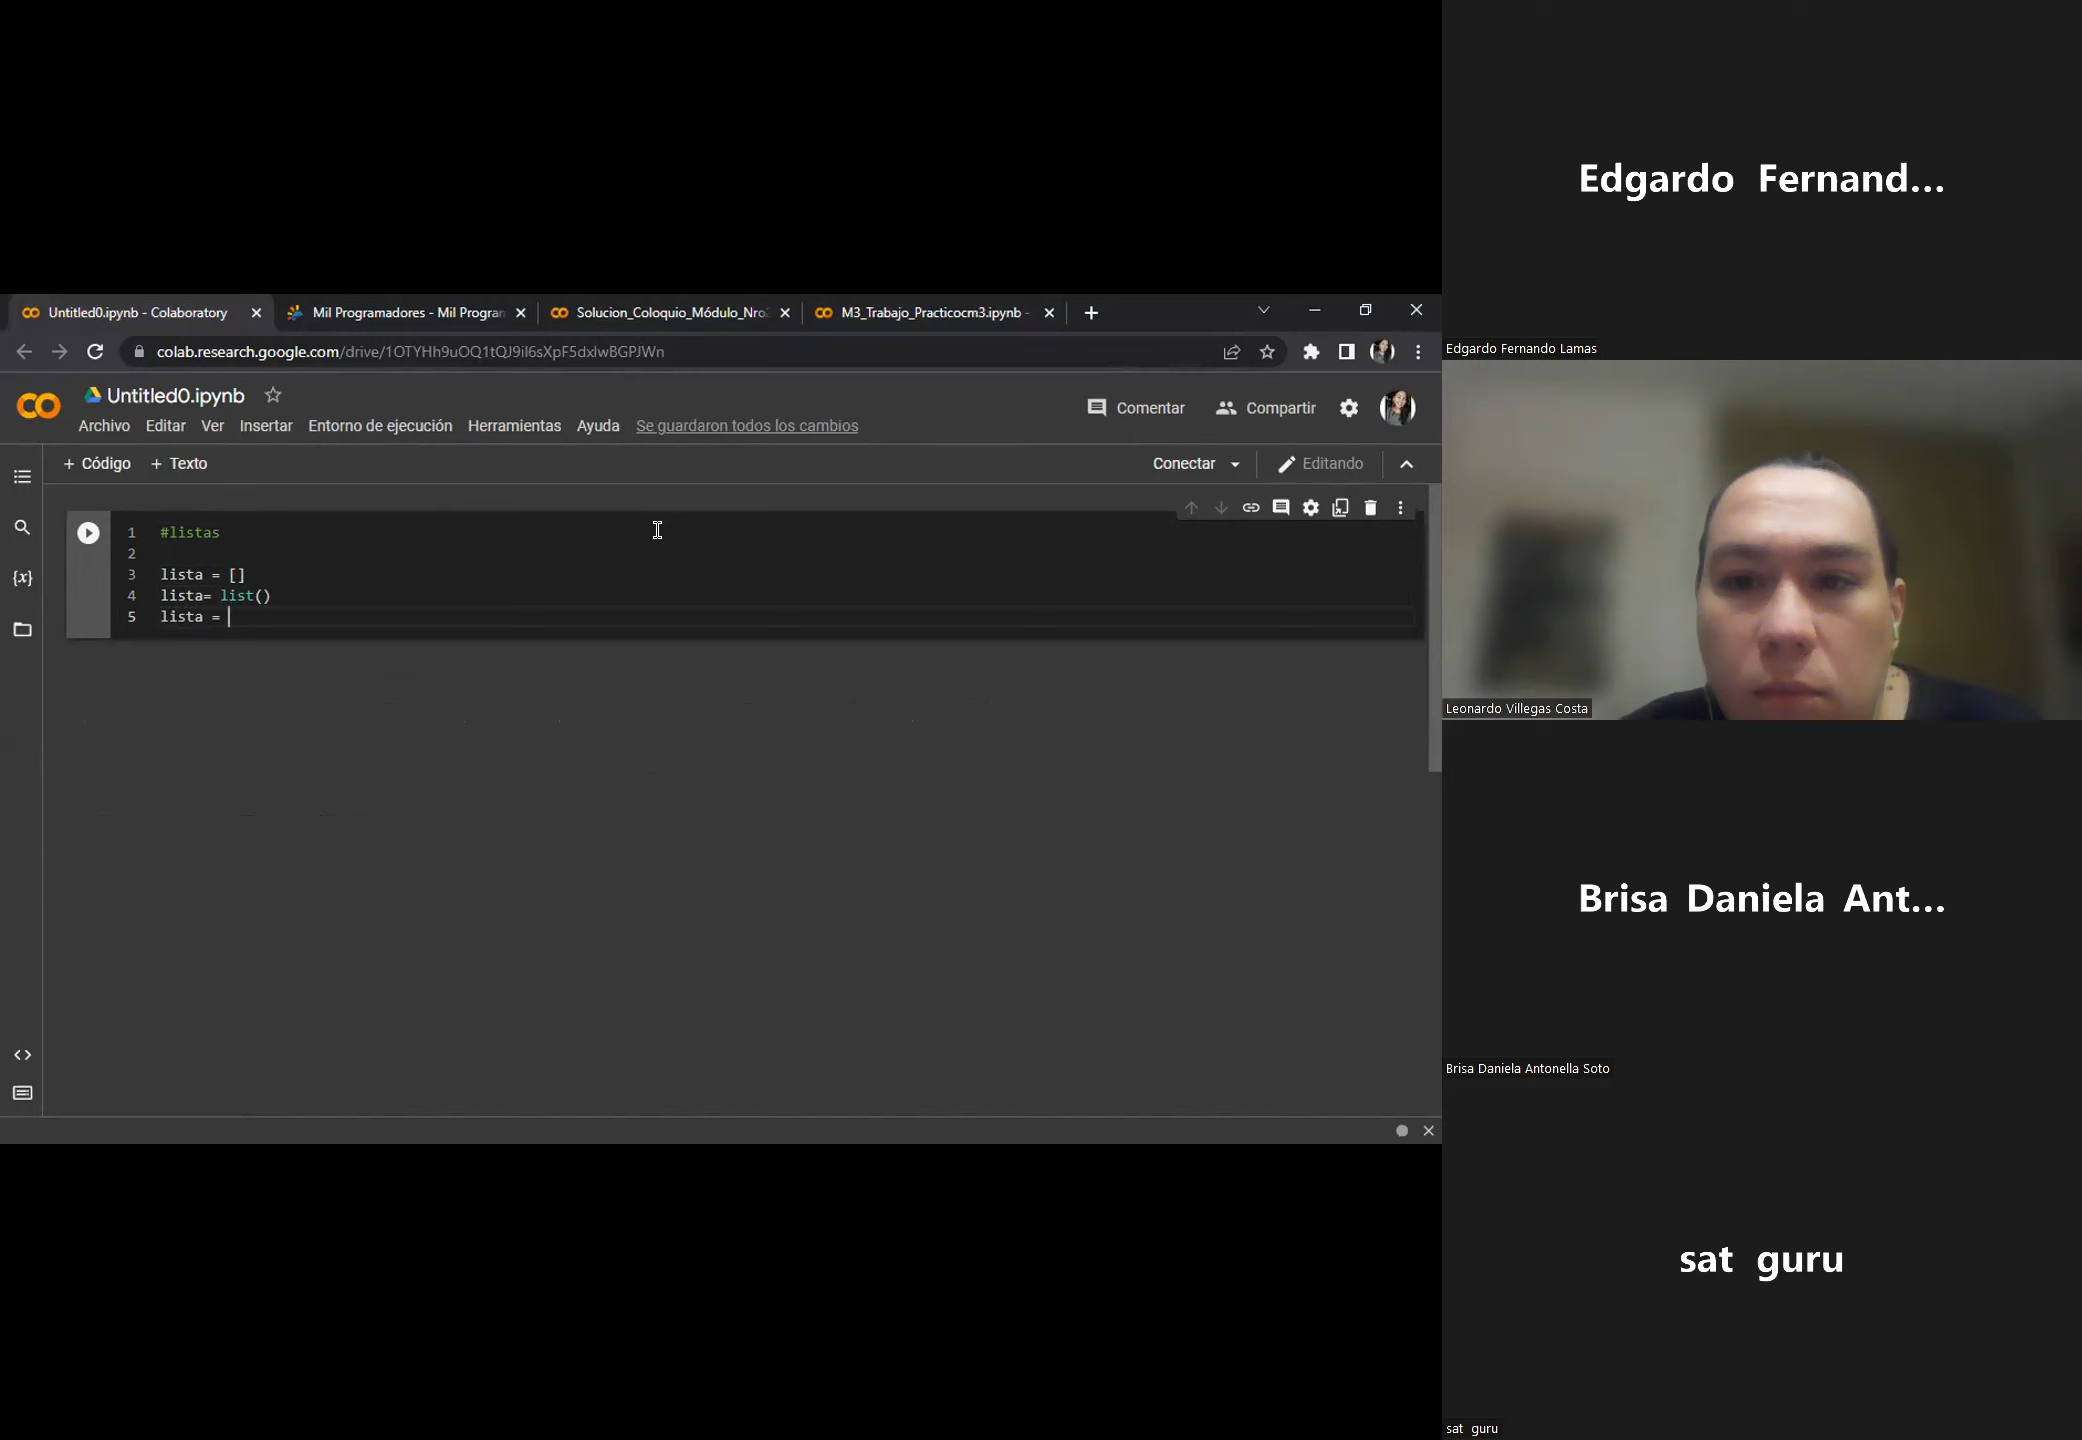 Untitled0.ipynb - Colaboratory
Mil Programadores - Mil Progran
Solucion_Coloquio_Módulo_Nro
M3_Trabajo_Practicocm3.ipynb -
colab.research.google.com/drive/1OTYHh9uOQ1tQJ9il6sXpF5dxlwBGPJWn
CO
Untitled0.ipynb
Comentar
Compartir
Archivo
Editar
Ver
Insertar
Entorno de ejecución
Herramientas
Ayuda
Se guardaron todos los cambios
+ Código
+ Texto
Conectar
Editando
1 #listas
2
3 lista = []
4 lista= list()
5 lista =
{x}
Edgardo Fernand...
Edgardo Fernando Lamas
Leonardo Villegas Costa
Brisa Daniela Ant...
Brisa Daniela Antonella Soto
sat guru
sat guru